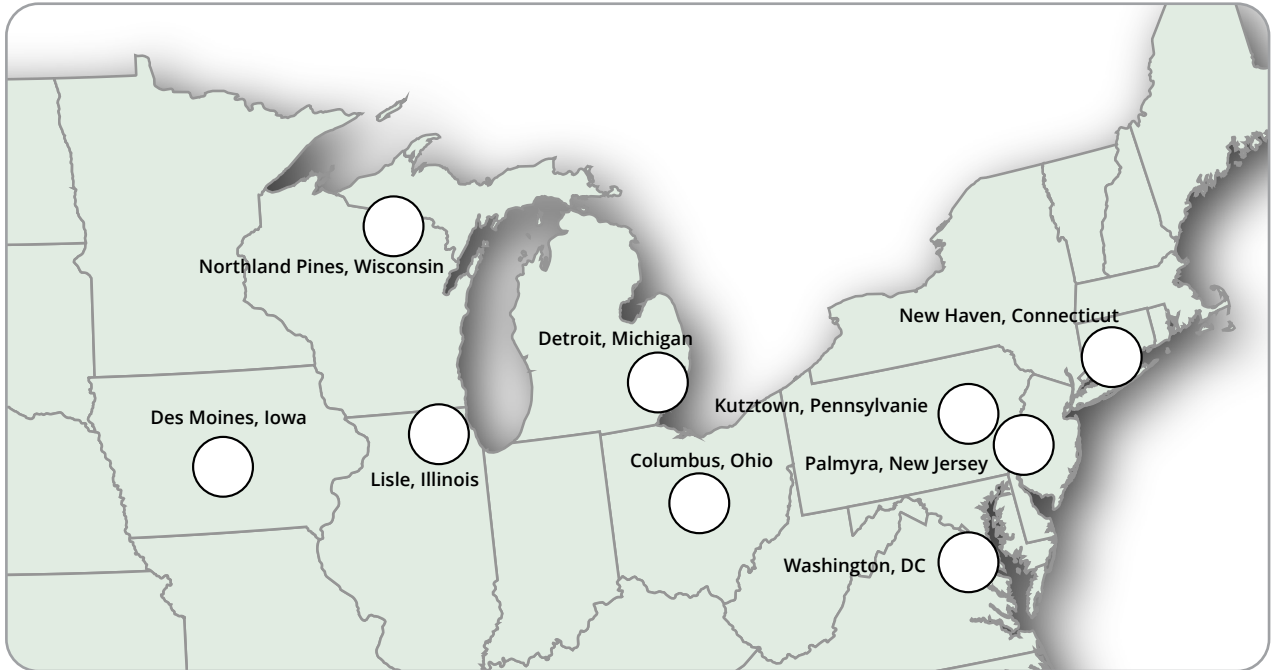 Northland Pines, Wisconsin
New Haven, Connecticut
Detroit, Michigan
Kutztown, Pennsylvanie
Des Moines, Iowa
Columbus, Ohio
Palmyra, New Jersey
Lisle, Illinois
Washington, DC